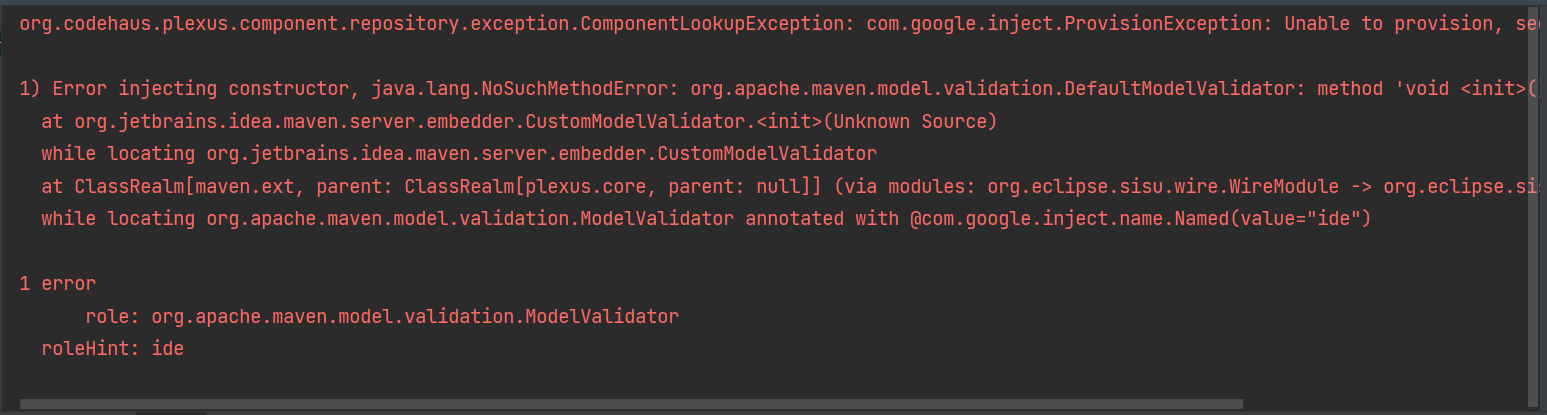 org.codehaus.plexus.component.repository.exception.ComponentLookupException: com.google.inject.ProvisionException: Unable to provision,
1) Error injecting constructor, java.lang.NoSuchMethodError: org.apache.maven.model.validation.DefaultModelValidator: method 'void <init>(
at org.jetbrains.idea.maven.server.embedder.CustomModelValidator.<init>(Unknown Source)
while locating org.jetbrains.idea.maven.server.embedder.CustomModelValidator
at ClassRealm[maven.ext, parent: ClassRealm[plexus.core, parent: null]] (via modules: org.eclipse.sisu.wire.WireModule -> org.eclipse.sis
while locating org.apache.maven.model.validation.ModelValidator annotated with @com.google.inject.name.Named(value="ide")
1 error
role: org.apache.maven.model.validation.ModelValidator
roleHint: ide